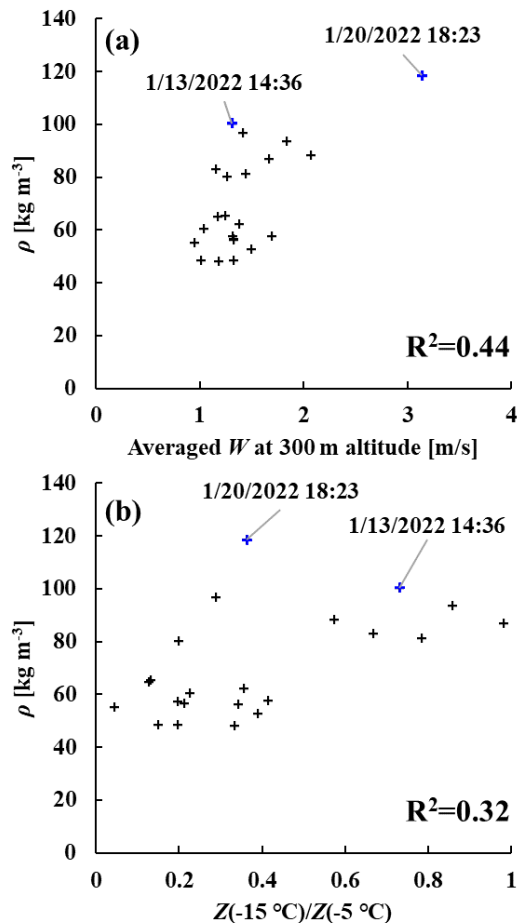 (a)
1/20/2022 18:23
1/13/2022 14:36
140
120
100
80
60
40
20
0
ρ [kg m⁻³]
R²=0.44
0 1 2 3 4
Averaged W at 300 m altitude [m/s]
(b)
1/20/2022 18:23
1/13/2022 14:36
140
120
100
80
60
40
20
0
ρ [kg m⁻³]
R²=0.32
0 0.2 0.4 0.6 0.8 1
Z(-15 ℃)/Z(-5 ℃)